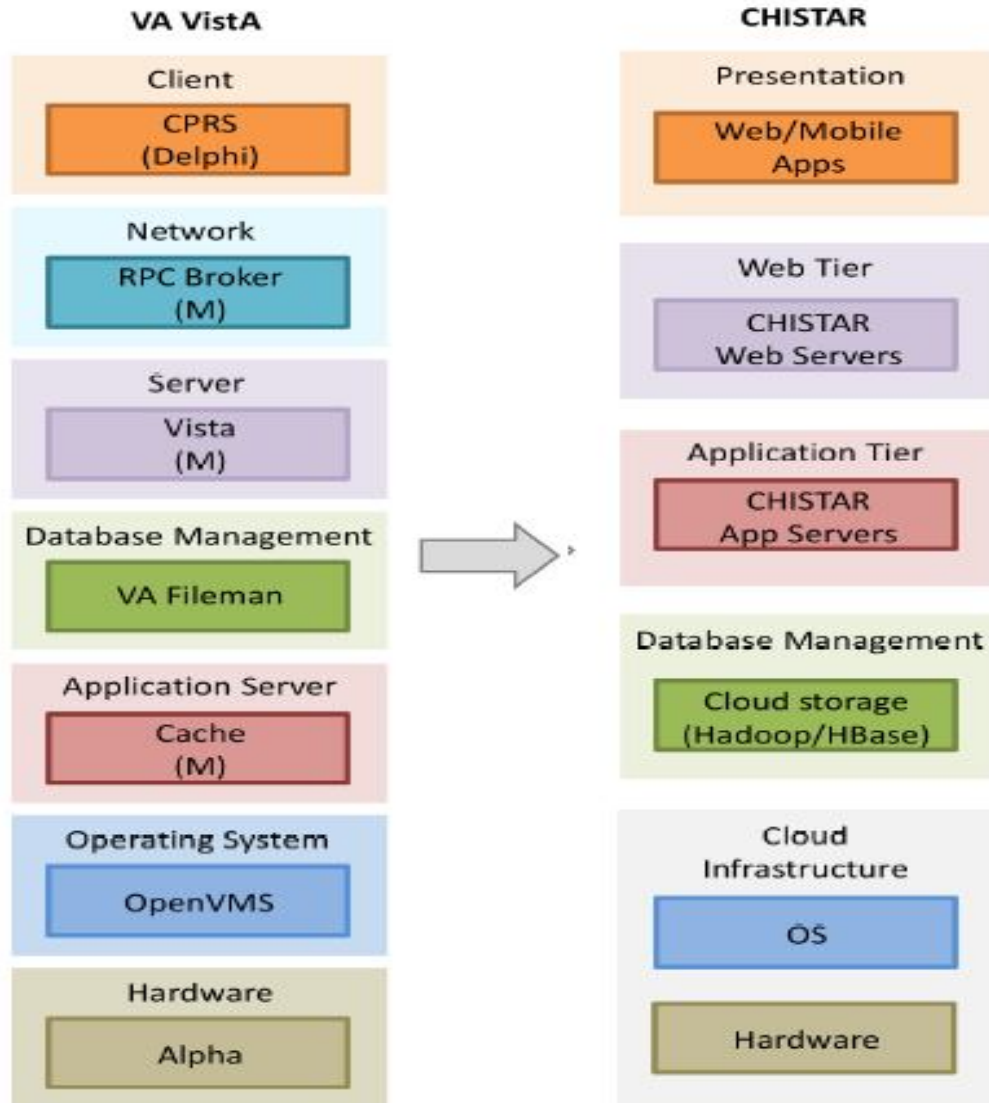 VA VistA
Client
CPRS
(Delphi)
Network
RPC Broker
(M)
Server
Vista
(M)
Database Management
VA Fileman
Application Server
Cache
(M)
Operating System
OpenVMS
Hardware
Alpha
CHISTAR
Presentation
Web/Mobile
Apps
Web Tier
CHISTAR
Web Servers
Application Tier
CHISTAR
App Servers
Database Management
Cloud storage
(Hadoop/HBase)
Cloud
Infrastructure
OS
Hardware